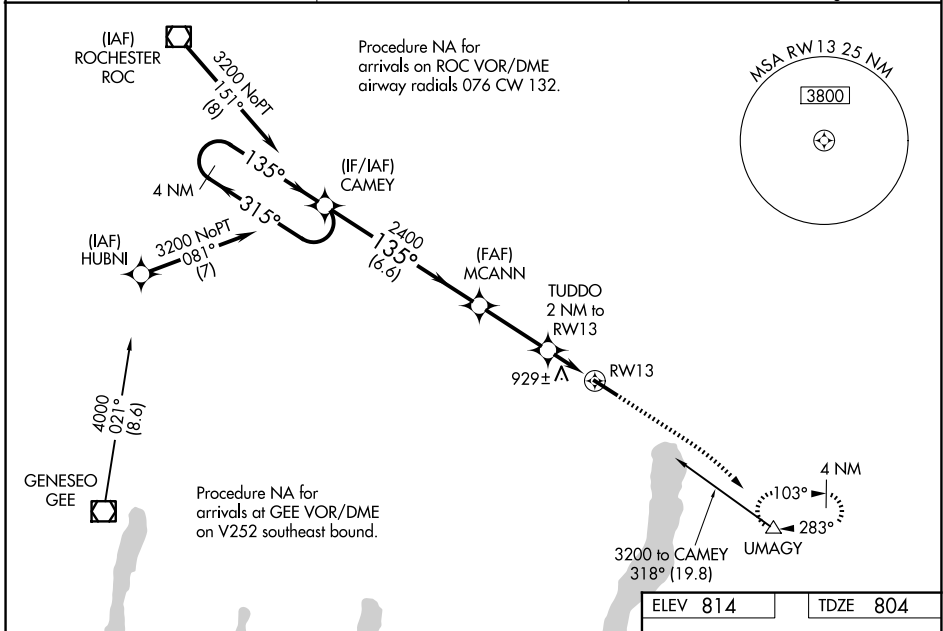 (IAF)
ROCHESTER
ROC
3200 NoPT
151°
(8)
Procedure NA for
arrivals on ROC VOR/DME
airway radials 076 CW 132.
MSA RW13 25 NM
3800
135°
4 NM
315°
(IF/IAF)
CAMEY
(IAF)
HUBNI
3200 NoPT
081°
(7)
2400
135°
(6.6)
(FAF)
MCANN
TUDDO
2 NM to
RW13
929±
RW13
4000
021°
(8.6)
GENESEO
GEE
Procedure NA for
arrivals at GEE VOR/DME
on V252 southeast bound.
4 NM
103°
283°
UMAGY
3200 to CAMEY
318° (19.8)
ELEV 814
TDZE 804